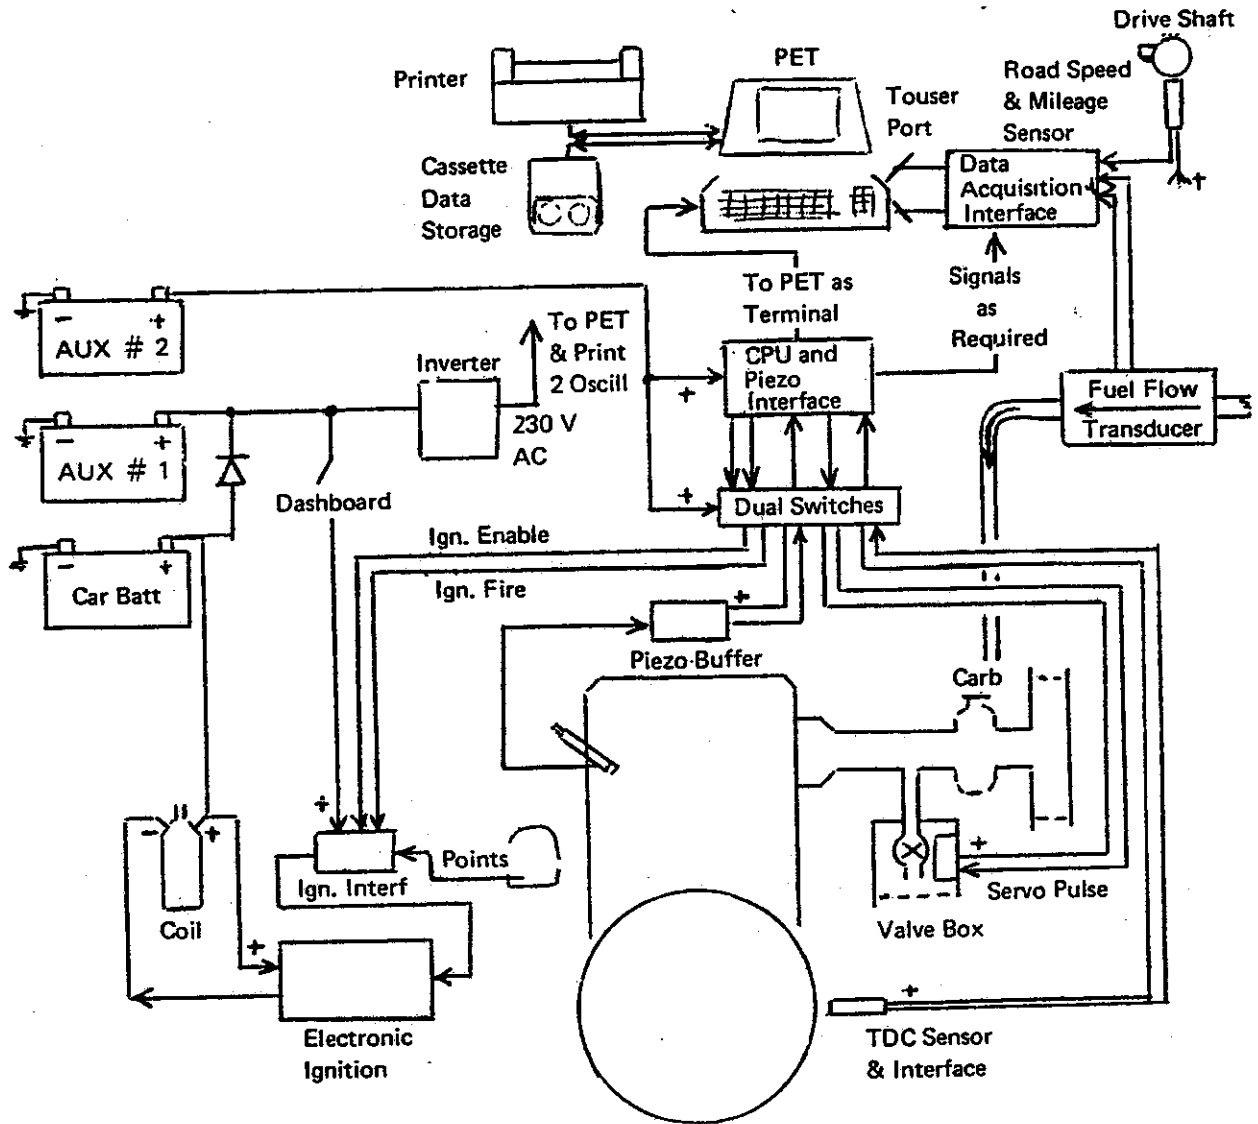 Drive Shaft
Printer
PET
Road Speed
& Mileage
Sensor
Touser
Port
Cassette
Data
Storage
Data
Acquisition
Interface
+
To PET as
Terminal
Signals
as
Required
- +
AUX # 2
To PET
& Print
2 Oscill
Inverter
230 V
AC
CPU and
Piezo
Interface
+
Fuel Flow
Transducer
- +
AUX # 1
Dashboard
+
Dual Switches
Ign. Enable
Ign. Fire
- +
Car Batt
+
Piezo Buffer
Carb
+
- +
Points
Ign. Interf
+
Servo Pulse
Coil
+
Valve Box
+
Electronic
Ignition
TDC Sensor
& Interface